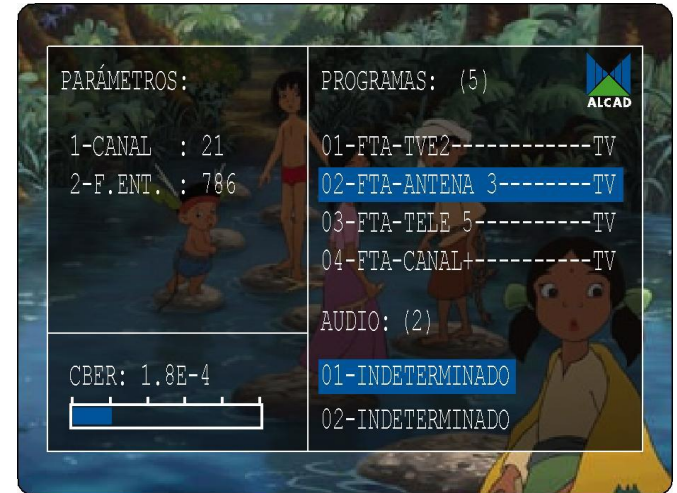 PARÁMETROS:
1-CANAL : 21
2-F.ENT. : 786
CBER: 1.8E-4
PROGRAMAS: (5)
ALCAD
01-FTA-TVE2------------TV
02-FTA-ANTENA 3--------TV
03-FTA-TELE 5----------TV
04-FTA-CANAL+----------TV
AUDIO: (2)
01-INDETERMINADO
02-INDETERMINADO